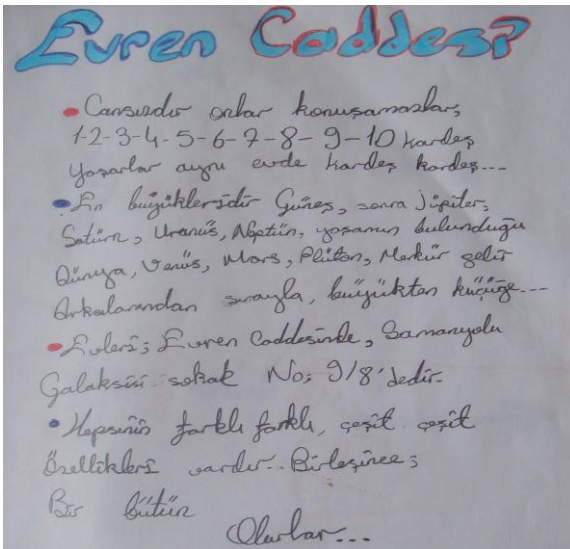 Evren Caddesi
• Cansızdır onlar konuşamazlar,
1-2-3-4-5-6-7-8-9-10 kardeş
Yaşarlar aynı evde kardeş kardeş...
• En büyükleridir Güneş, sonra Jüpiter,
Satürn, Uranüs, Neptün, yaşamın bulunduğu
Dünya, Venüs, Mars, Plüton, Merkür gelir
Arkalarından sırayla, büyükten küçüğe...
• Evleri; Evren Caddesinde, Samanyolu
Galaksisi sokak No: 9/8'dedir.
• Hepsinin farklı farklı, çeşit çeşit
özellikleri vardır.. Birleşince;
Bir bütün
Olurlar...